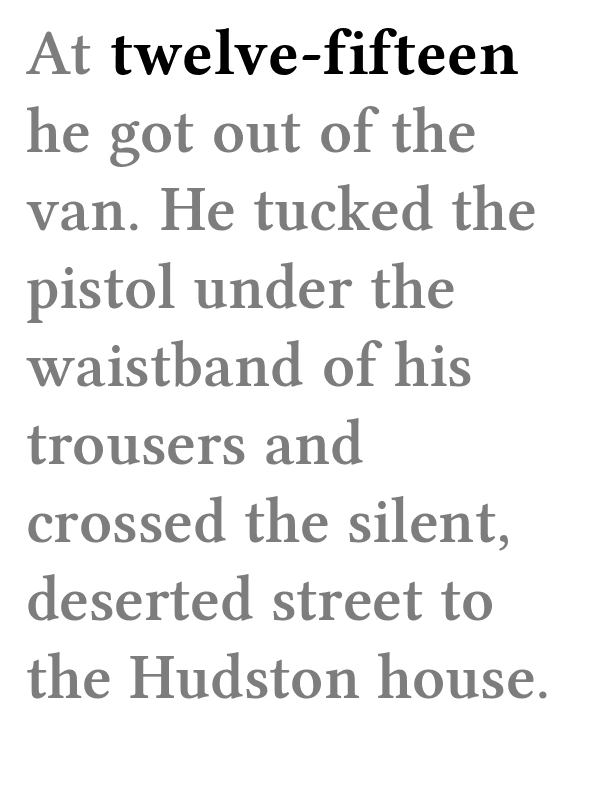 At twelve-fifteen
he got out of the
van. He tucked the
pistol under the
waistband of his
trousers and
crossed the silent,
deserted street to
the Hudston house.